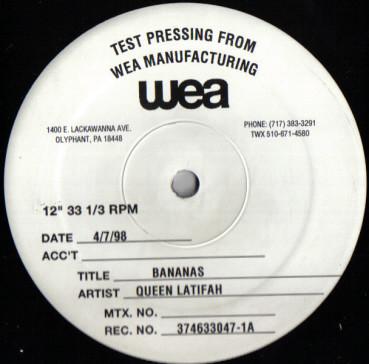 TEST PRESSING FROM
WEA MANUFACTURING
wea
1400 E. LACKAWANNA AVE.
OLYPHANT, PA 18448
PHONE: (717) 383-3291
TWX 510-671-4580
12" 33 1/3 RPM
DATE 4/7/98
ACC'T
TITLE BANANAS
ARTIST QUEEN LATIFAH
MTX. NO.
REC. NO. 374633047-1A